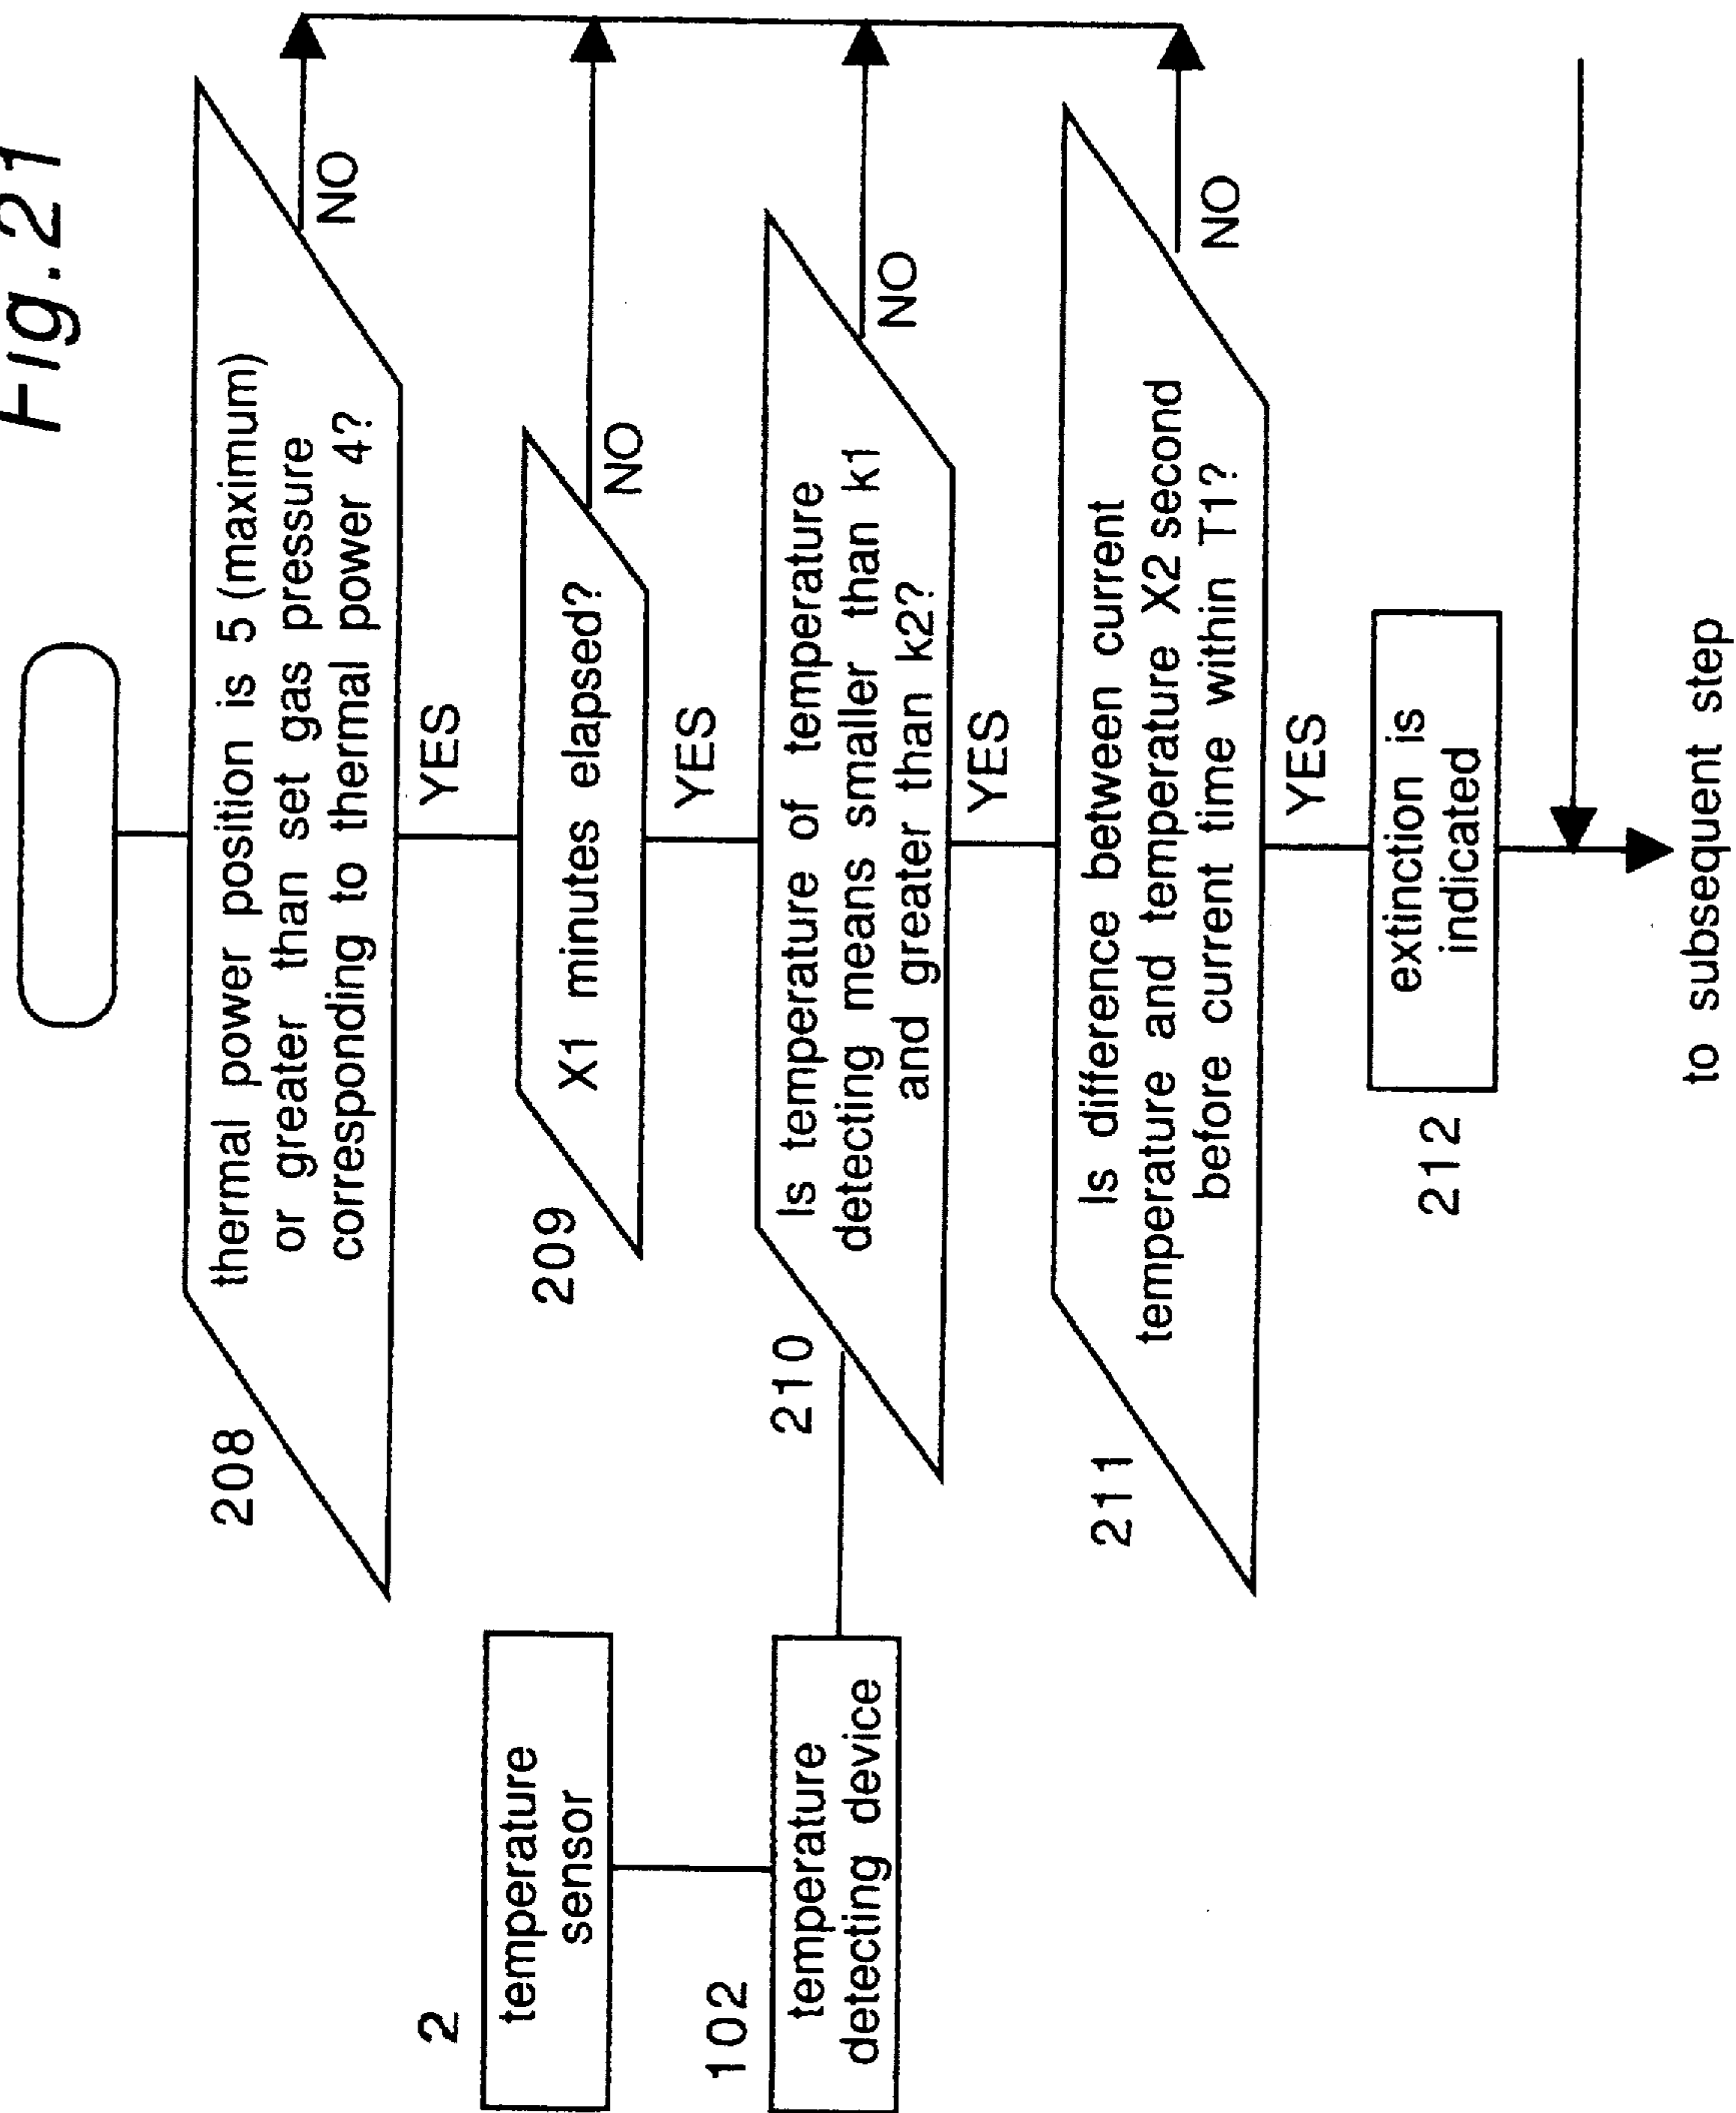 Fig.21
208
thermal power position is 5 (maximum)
or greater than set gas pressure
corresponding to thermal power 4?
NO
YES
209
X1 minutes elapsed?
NO
YES
2
temperature
sensor
102
temperature
detecting device
210
Is temperature of temperature
detecting means smaller than k1
and greater than k2?
NO
YES
211
Is difference between current
temperature and temperature X2 second
before current time within T1?
NO
YES
212
extinction is
indicated
to subsequent step